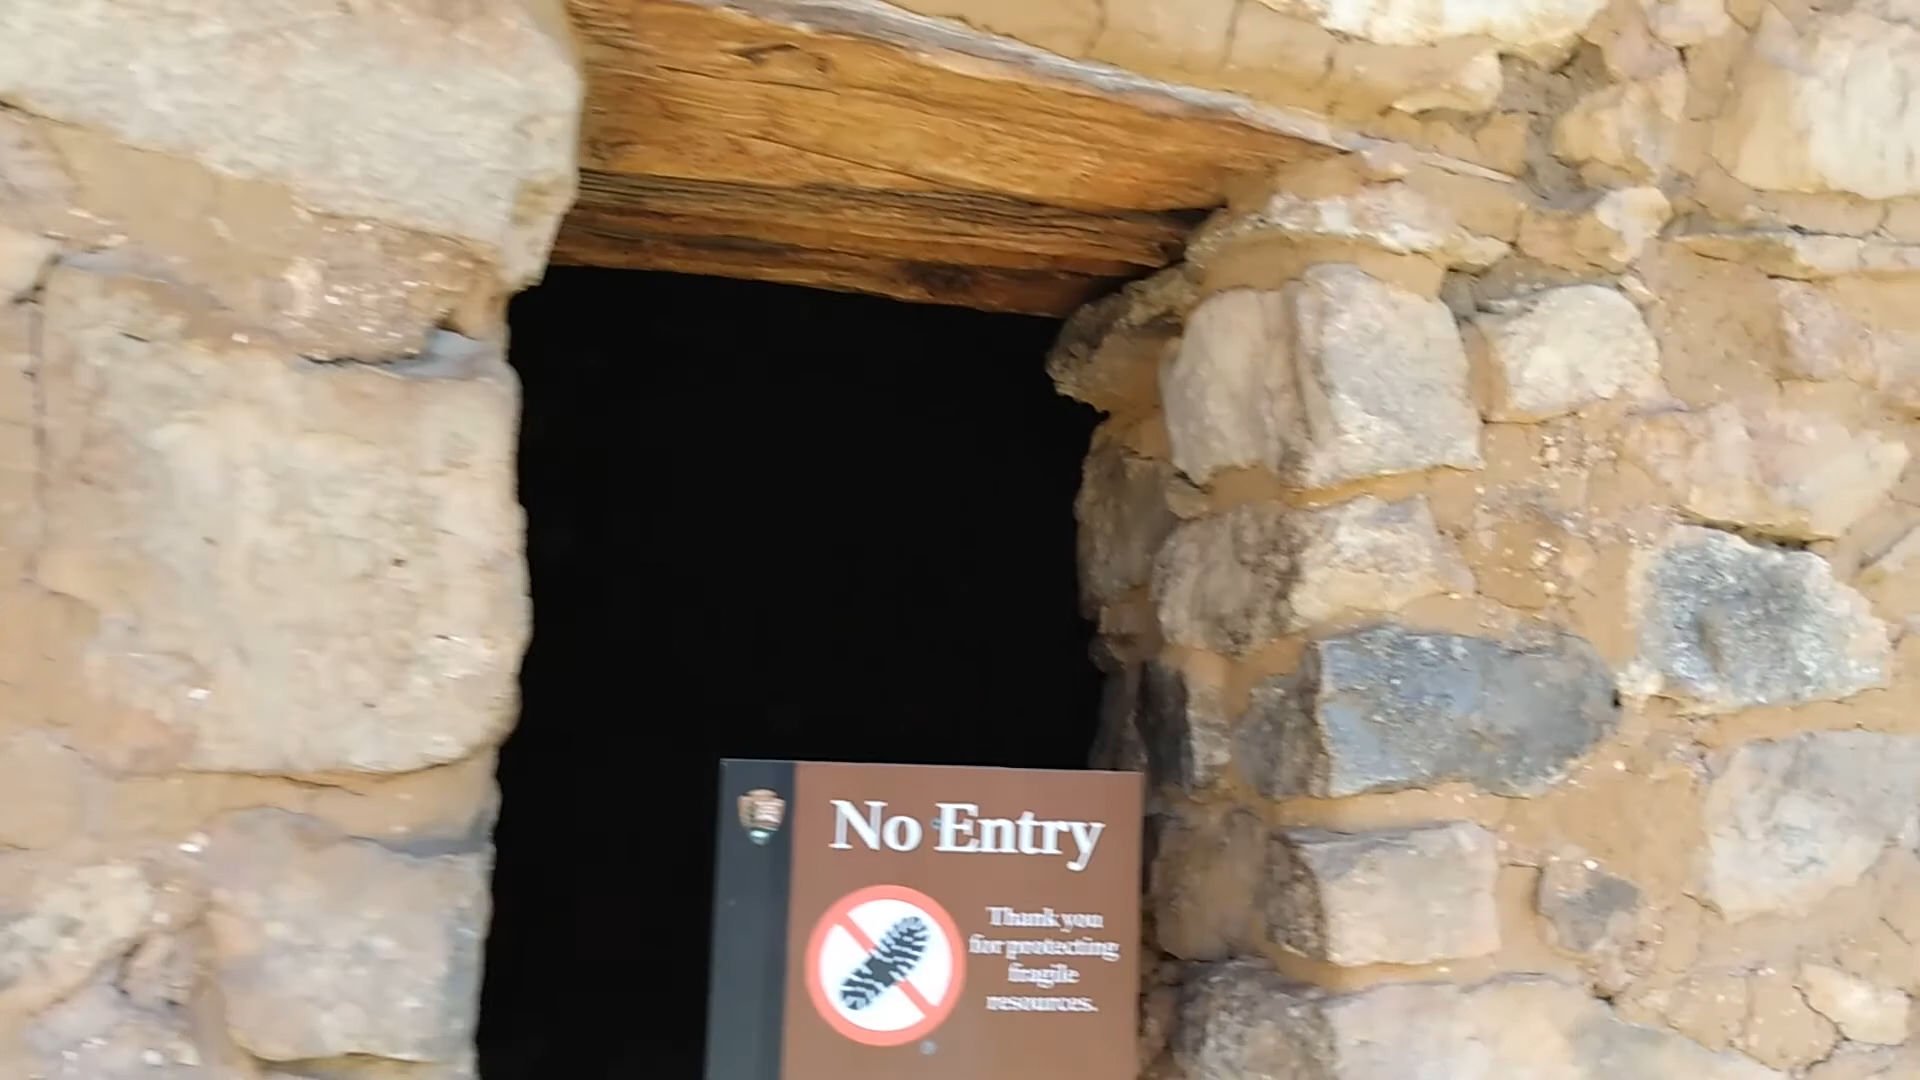 No Entry
Thank you
for protecting
fragile
resources.